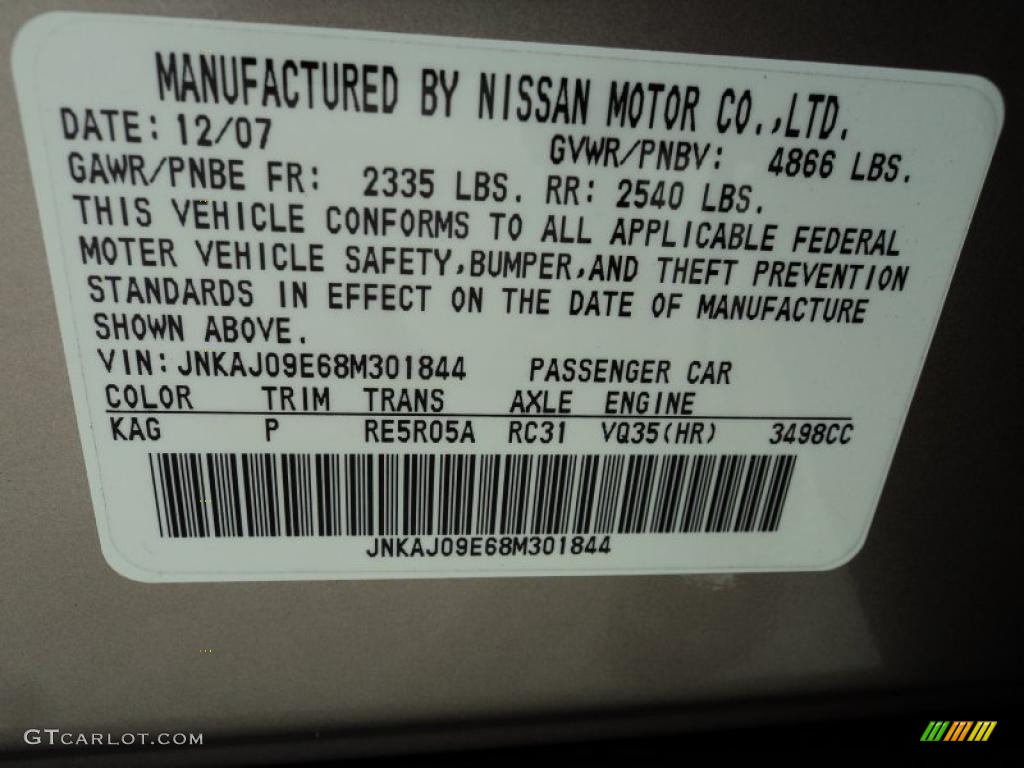 MANUFACTURED BY NISSAN MOTOR CO.,LTD.
DATE: 12/07 GVWR/PNBV: 4866 LBS.
GAWR/PNBE FR: 2335 LBS. RR: 2540 LBS.
THIS VEHICLE CONFORMS TO ALL APPLICABLE FEDERAL
MOTER VEHICLE SAFETY,BUMPER,AND THEFT PREVENTION
STANDARDS IN EFFECT ON THE DATE OF MANUFACTURE
SHOWN ABOVE.
VIN: JNKAJ09E68M301844 PASSENGER CAR
COLOR TRIM TRANS AXLE ENGINE
KAG P RE5R05A RC31 VQ35(HR) 3498CC
JNKAJ09E68M301844
GTCARLOT.COM